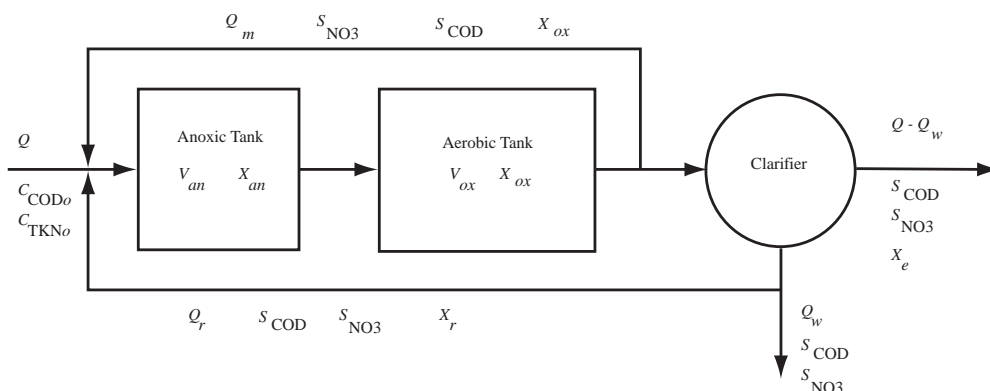 Q m S NO3 S COD X ox
Q
C CODo
C TKNo
Anoxic Tank
V an X an
Aerobic Tank
V ox X ox
Clarifier
Q - Q w
S COD
S NO3
X e
Q r S COD S NO3 X r
Q w
S COD
S NO3